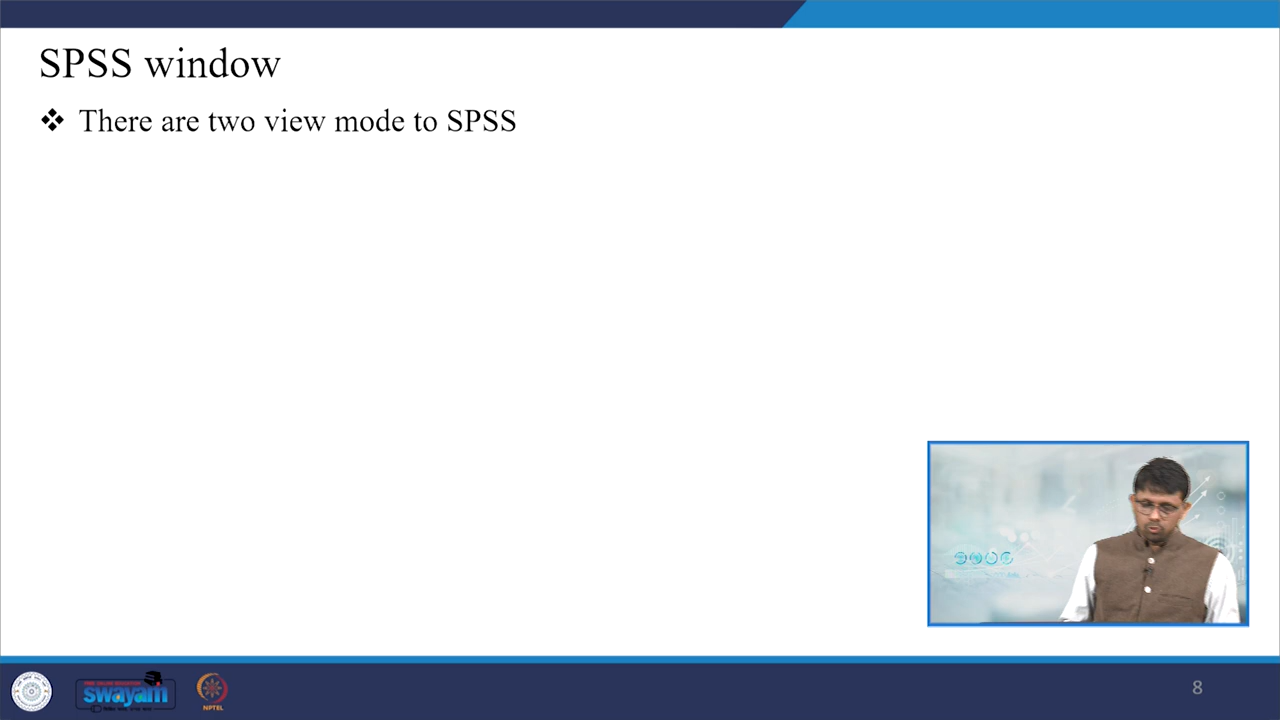 SPSS window
❖ There are two view mode to SPSS
swayam
NPTEL
8